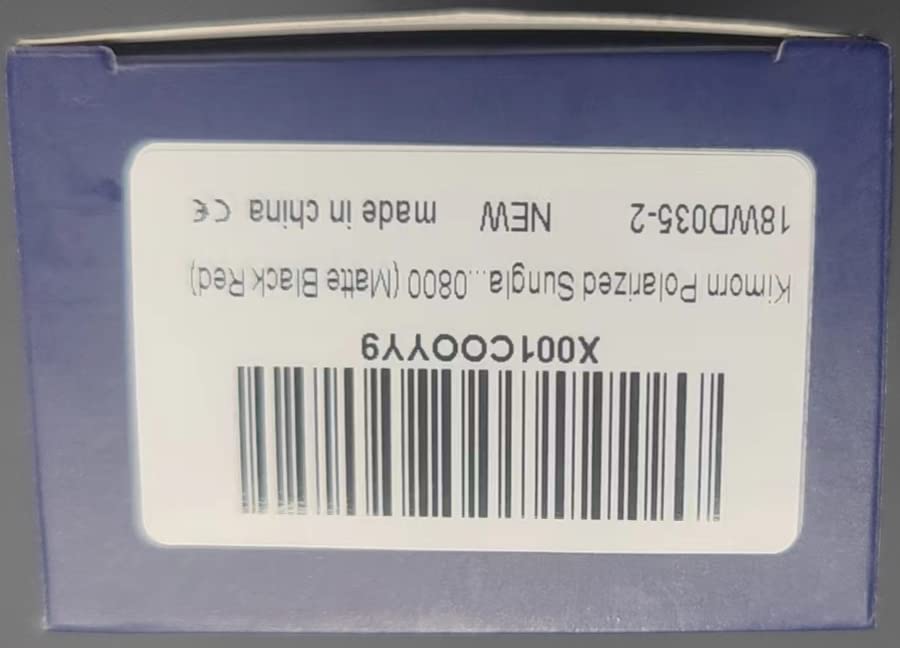 X001COOYY9
Kimorn Polarized Sungla...0800 (Matte Black Red)
18WD035-2 NEW made in china CE